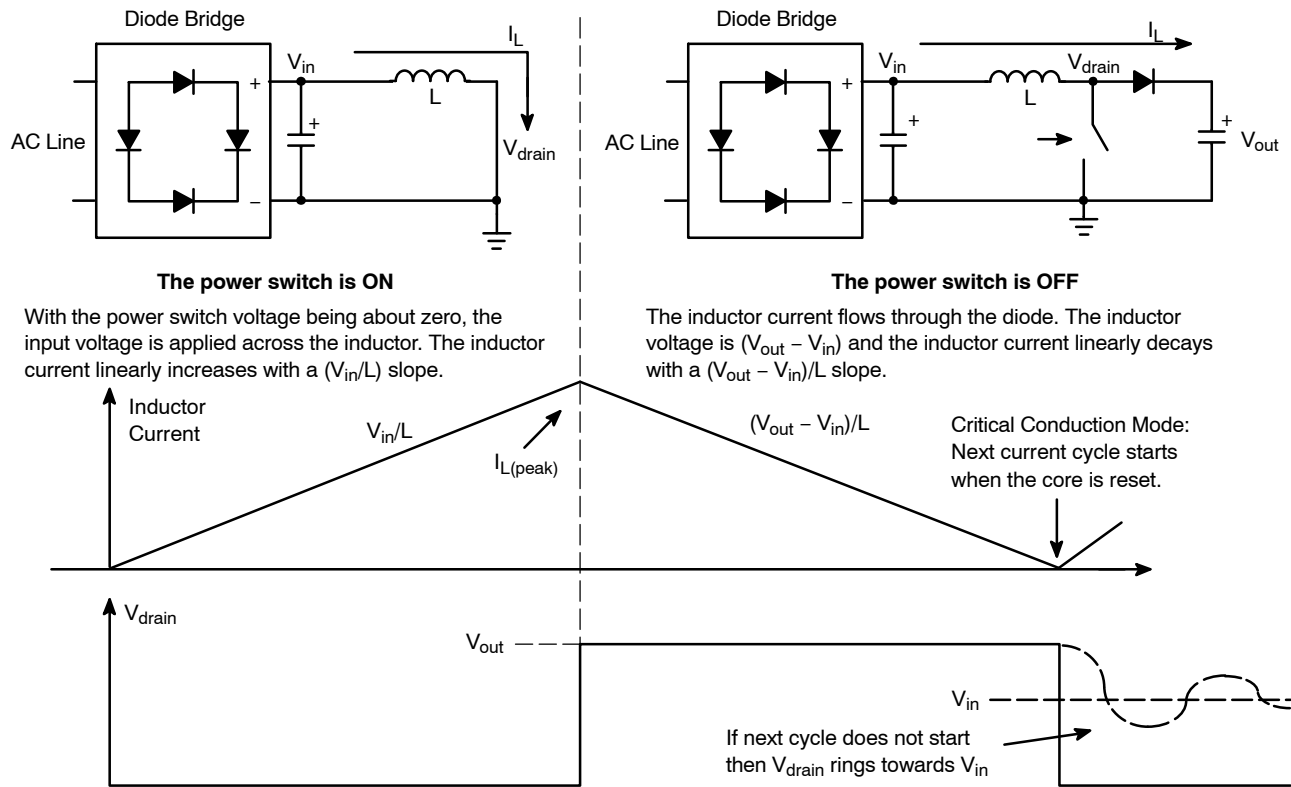 Diode Bridge
AC Line
+
−
V_in
+
L
I_L
V_drain
The power switch is ON
With the power switch voltage being about zero, the
input voltage is applied across the inductor. The inductor
current linearly increases with a (V_in/L) slope.
Diode Bridge
AC Line
+
−
V_in
+
L
I_L
V_drain
+
V_out
The power switch is OFF
The inductor current flows through the diode. The inductor
voltage is (V_out − V_in) and the inductor current linearly decays
with a (V_out − V_in)/L slope.
Inductor
Current
V_in/L
I_L(peak)
(V_out − V_in)/L
Critical Conduction Mode:
Next current cycle starts
when the core is reset.
V_drain
V_out
V_in
If next cycle does not start
then V_drain rings towards V_in